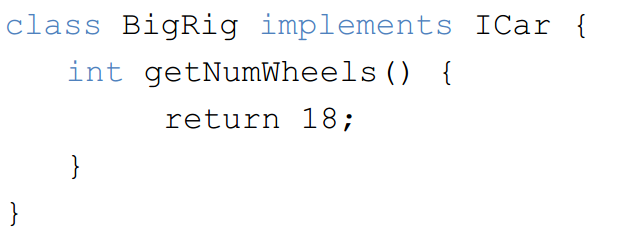 class BigRig implements ICar {
int getNumWheels() {
return 18;
}
}